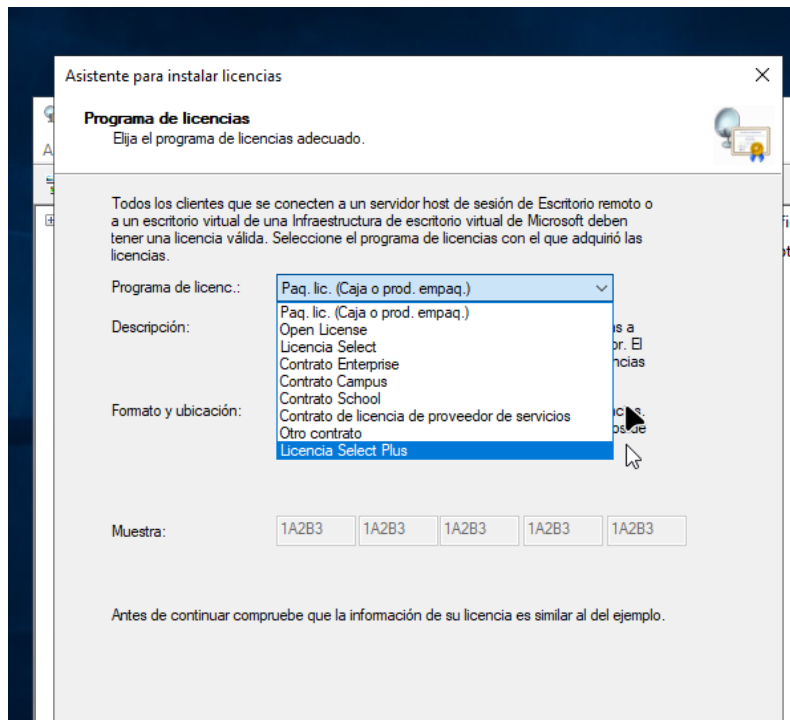 Asistente para instalar licencias
Programa de licencias
Elija el programa de licencias adecuado.
Todos los clientes que se conecten a un servidor host de sesión de Escritorio remoto o
a un escritorio virtual de una Infraestructura de escritorio virtual de Microsoft deben
tener una licencia válida. Seleccione el programa de licencias con el que adquirió las
licencias.
Programa de licenc.: Paq. lic. (Caja o prod. empaq.)
Paq. lic. (Caja o prod. empaq.)
Descripción: Open License
Licencia Select
Contrato Enterprise
Contrato Campus
Contrato School
Formato y ubicación: Contrato de licencia de proveedor de servicios
Otro contrato
Licencia Select Plus
Muestra: 1A2B3 1A2B3 1A2B3 1A2B3 1A2B3
Antes de continuar compruebe que la información de su licencia es similar al del ejemplo.